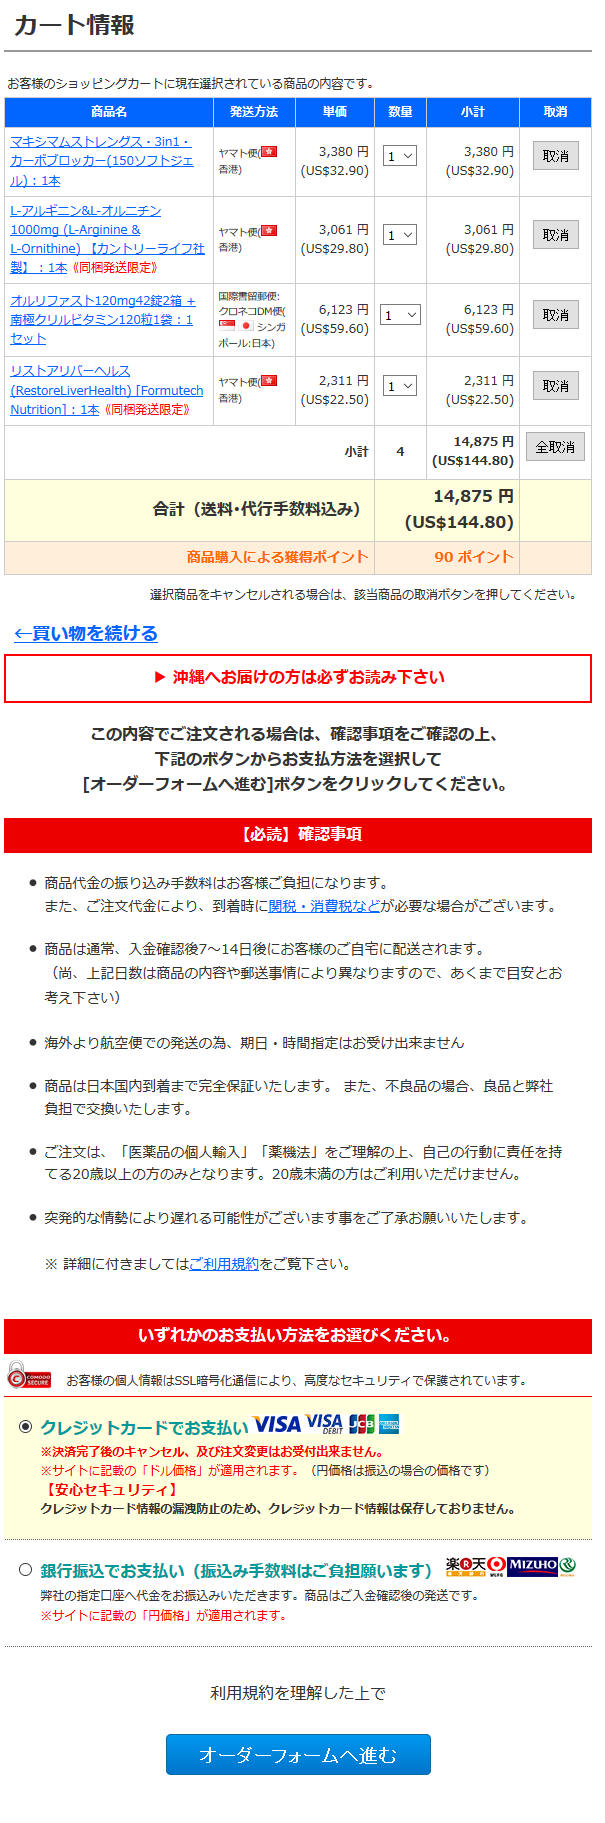 カート情報
お客様のショッピングカートに現在選択されている商品の内容です。
商品名 発送方法 単価 数量 小計 取消
マキシマムストレングス・3in1・
カーボブロッカー(150ソフトジェ
ル)：1本
ヤマト便(
香港)
3,380 円
(US$32.90)
1
3,380 円
(US$32.90)
取消
L-アルギニン&L-オルニチン
1000mg (L-Arginine &
L-Ornithine) 【カントリーライフ社
製】：1本《同梱発送限定》
ヤマト便(
香港)
3,061 円
(US$29.80)
1
3,061 円
(US$29.80)
取消
オルリファスト120mg42錠2箱 +
南極クリルビタミン120粒1袋：1
セット
国際書留郵便:
クロネコDM便(
シンガ
ポール:日本)
6,123 円
(US$59.60)
1
6,123 円
(US$59.60)
取消
リストアリバーヘルス
(RestoreLiverHealth) [Formutech
Nutrition]：1本《同梱発送限定》
ヤマト便(
香港)
2,311 円
(US$22.50)
1
2,311 円
(US$22.50)
取消
小計 4
14,875 円
(US$144.80)
全取消
合計（送料･代行手数料込み）
14,875 円
(US$144.80)
商品購入による獲得ポイント 90 ポイント
選択商品をキャンセルされる場合は、該当商品の取消ボタンを押してください。
←買い物を続ける
▶ 沖縄へお届けの方は必ずお読み下さい
この内容でご注文される場合は、確認事項をご確認の上、
下記のボタンからお支払方法を選択して
[オーダーフォームへ進む]ボタンをクリックしてください。
【必読】確認事項
● 商品代金の振り込み手数料はお客様ご負担になります。
また、ご注文代金により、到着時に関税・消費税などが必要な場合がございます。
● 商品は通常、入金確認後7～14日後にお客様のご自宅に配送されます。
（尚、上記日数は商品の内容や郵送事情により異なりますので、あくまで目安とお
考え下さい）
● 海外より航空便での発送の為、期日・時間指定はお受け出来ません
● 商品は日本国内到着まで完全保証いたします。 また、不良品の場合、良品と弊社
負担で交換いたします。
● ご注文は、「医薬品の個人輸入」「薬機法」をご理解の上、自己の行動に責任を持
てる20歳以上の方のみとなります。20歳未満の方はご利用いただけません。
● 突発的な情勢により遅れる可能性がございます事をご了承お願いいたします。
※ 詳細に付きましてはご利用規約をご覧下さい。
いずれかのお支払い方法をお選びください。
COMODO
SECURE
お客様の個人情報はSSL暗号化通信により、高度なセキュリティで保護されています。
クレジットカードでお支払い VISA VISA DEBIT JCB
※決済完了後のキャンセル、及び注文変更はお受付出来ません。
※サイトに記載の「ドル価格」が適用されます。（円価格は振込の場合の価格です）
【安心セキュリティ】
クレジットカード情報の漏洩防止のため、クレジットカード情報は保存しておりません。
銀行振込でお支払い（振込み手数料はご負担願います） 楽天 MUFG MIZUHO
弊社の指定口座へ代金をお振込みいただきます。商品はご入金確認後の発送です。
※サイトに記載の「円価格」が適用されます。
利用規約を理解した上で
オーダーフォームへ進む